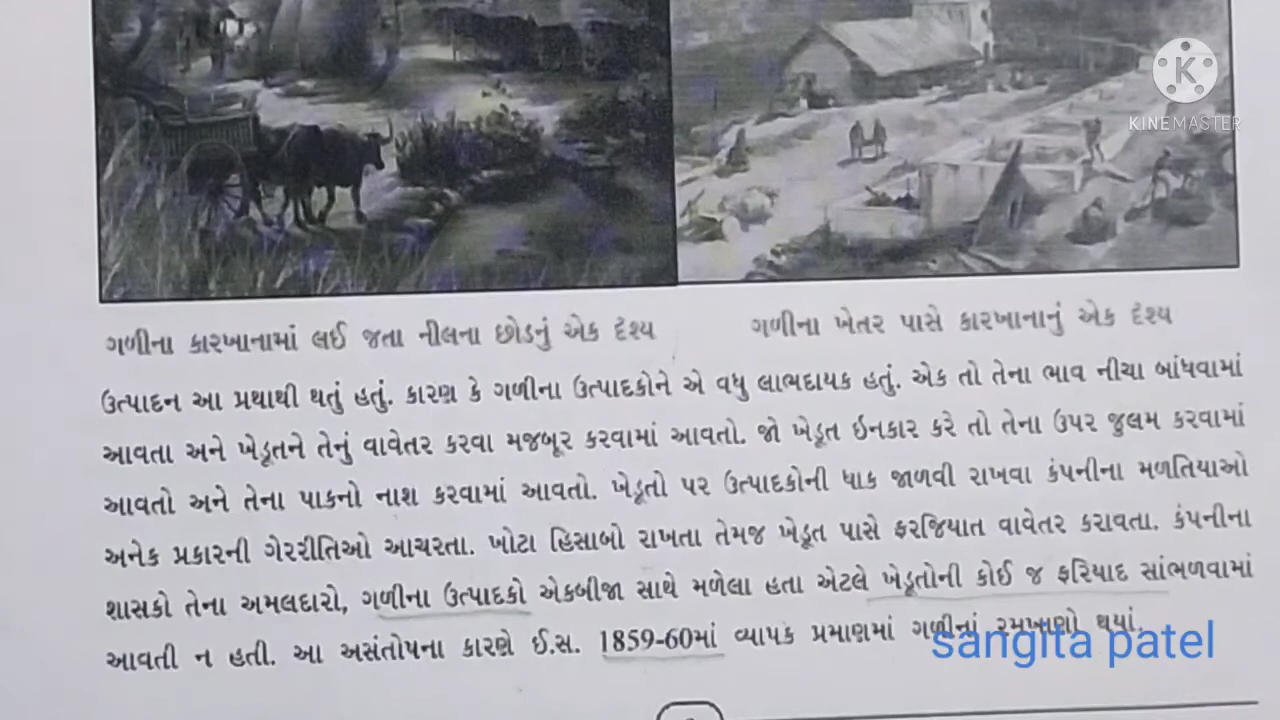 KINEMASTER
ગળીના કારખાનામાં લઈ જતા નીલના છોડનું એક દૃશ્ય
ગળીના ખેતર પાસે કારખાનાનું એક દૃશ્ય
ઉત્પાદન આ પ્રથાથી થતું હતું. કારણ કે ગળીના ઉત્પાદકોને એ વધુ લાભદાયક હતું. એક તો તેના ભાવ નીચા બાંધવામાં
આવતા અને ખેડૂતને તેનું વાવેતર કરવા મજબૂર કરવામાં આવતો. જો ખેડૂત ઇનકાર કરે તો તેના ઉપર જુલમ કરવામાં
આવતો અને તેના પાકનો નાશ કરવામાં આવતો. ખેડૂતો પર ઉત્પાદકોની ધાક જાળવી રાખવા કંપનીના મળતિયાઓ
અનેક પ્રકારની ગેરરીતિઓ આચરતા. ખોટા હિસાબો રાખતા તેમજ ખેડૂત પાસે ફરજિયાત વાવેતર કરાવતા. કંપનીના
શાસકો તેના અમલદારો, ગળીના ઉત્પાદકો એકબીજા સાથે મળેલા હતા એટલે ખેડૂતોની કોઈ જ ફરિયાદ સાંભળવામાં
આવતી ન હતી. આ અસંતોષના કારણે ઈ.સ. 1859-60માં વ્યાપક પ્રમાણમાં ગળીનાં રમખાણો થયાં.
sangita patel